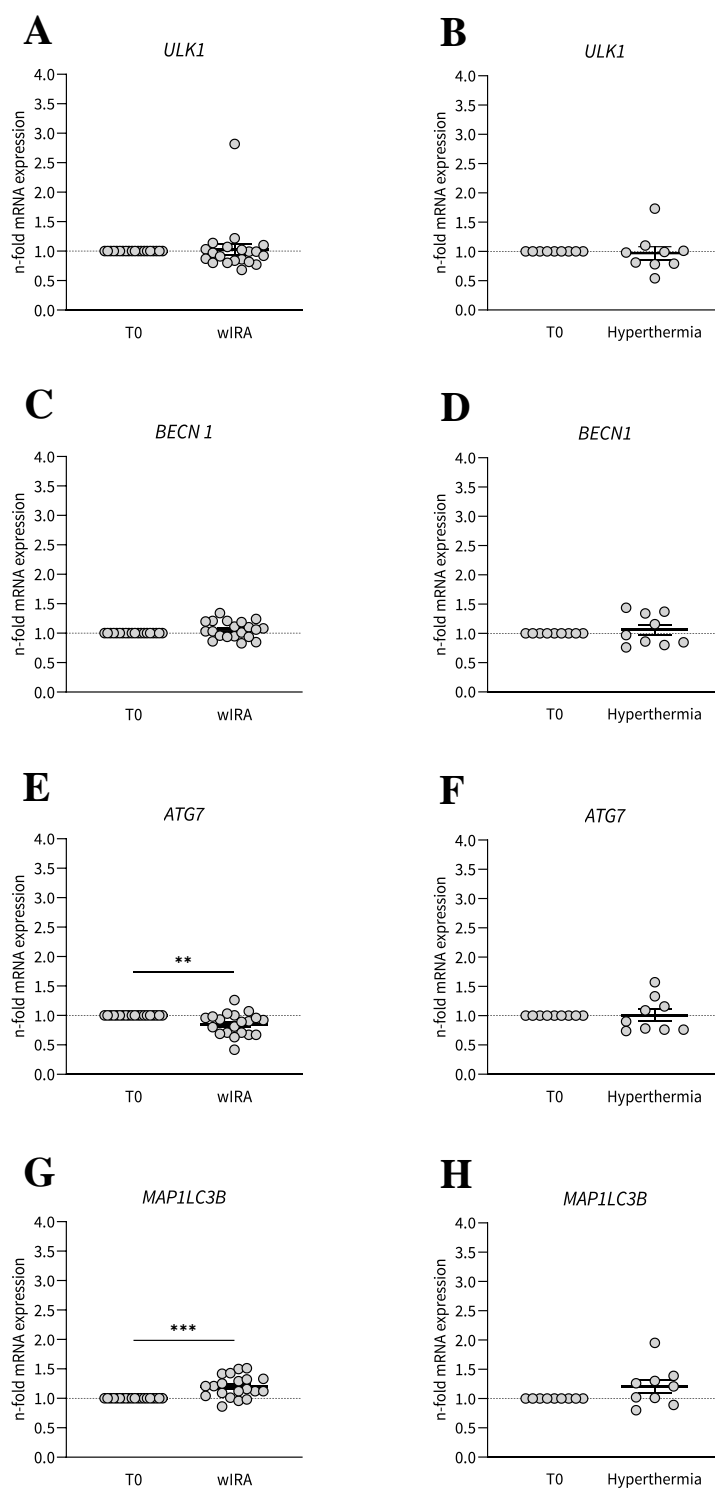 A
ULK1
n-fold mRNA expression
4.0
3.5
3.0
2.5
2.0
1.5
1.0
0.5
0.0
T0 wIRA
B
ULK1
n-fold mRNA expression
4.0
3.5
3.0
2.5
2.0
1.5
1.0
0.5
0.0
T0 Hyperthermia
C
BECN 1
n-fold mRNA expression
4.0
3.5
3.0
2.5
2.0
1.5
1.0
0.5
0.0
T0 wIRA
D
BECN1
n-fold mRNA expression
4.0
3.5
3.0
2.5
2.0
1.5
1.0
0.5
0.0
T0 Hyperthermia
E
ATG7
n-fold mRNA expression
4.0
3.5
3.0
2.5
2.0
1.5
1.0
0.5
0.0
**
T0 wIRA
F
ATG7
n-fold mRNA expression
4.0
3.5
3.0
2.5
2.0
1.5
1.0
0.5
0.0
T0 Hyperthermia
G
MAP1LC3B
n-fold mRNA expression
4.0
3.5
3.0
2.5
2.0
1.5
1.0
0.5
0.0
***
T0 wIRA
H
MAP1LC3B
n-fold mRNA expression
4.0
3.5
3.0
2.5
2.0
1.5
1.0
0.5
0.0
T0 Hyperthermia